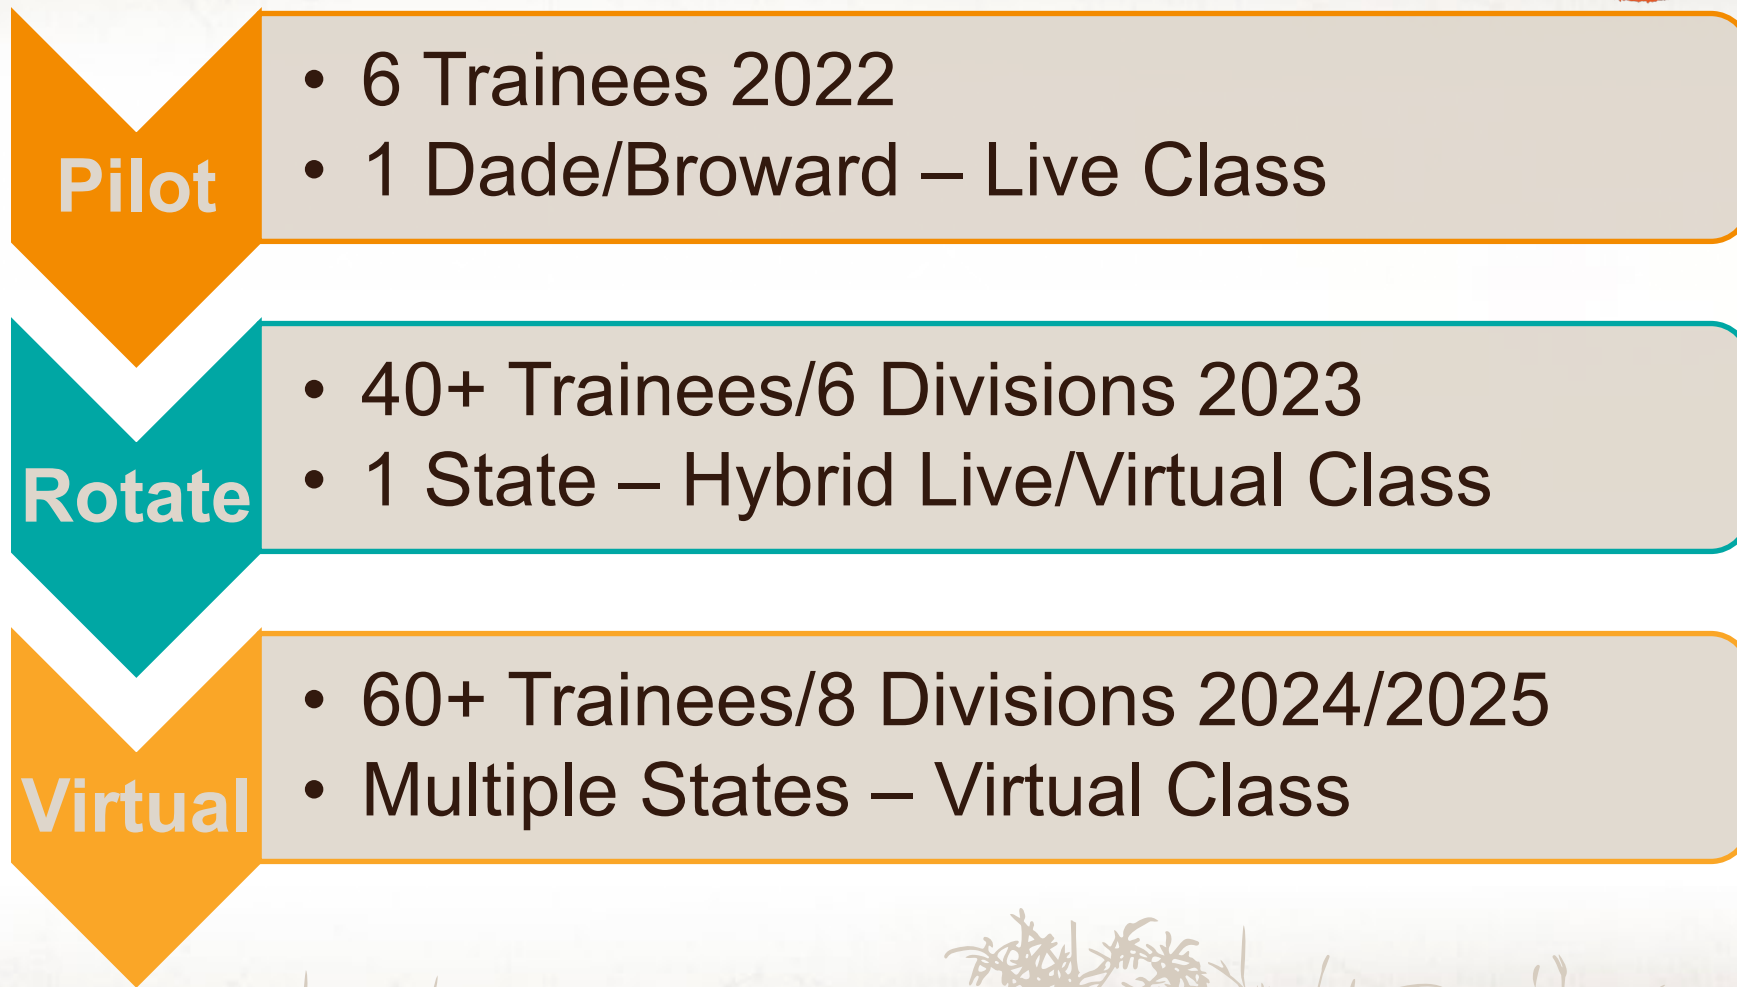 Pilot
• 6 Trainees 2022
• 1 Dade/Broward – Live Class
Rotate
• 40+ Trainees/6 Divisions 2023
• 1 State – Hybrid Live/Virtual Class
Virtual
• 60+ Trainees/8 Divisions 2024/2025
• Multiple States – Virtual Class